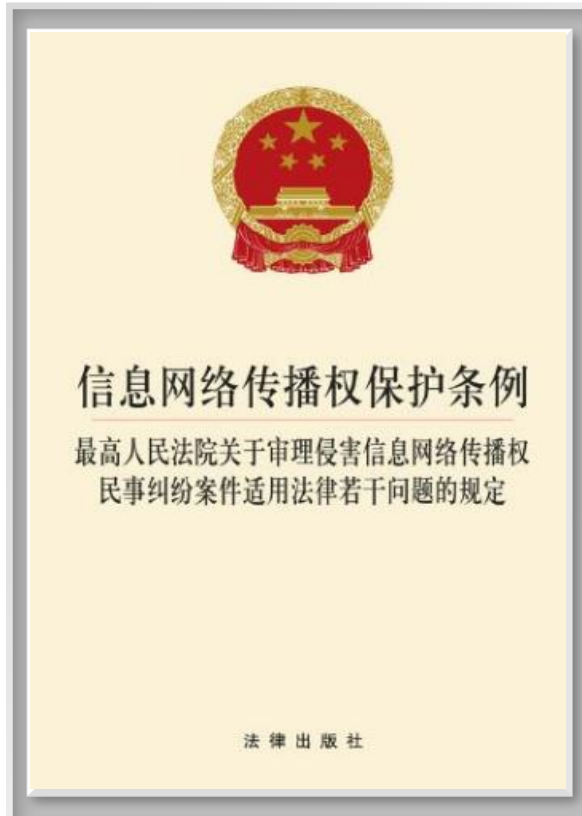 信息网络传播权保护条例
最高人民法院关于审理侵害信息网络传播权
民事纠纷案件适用法律若干问题的规定
法律出版社